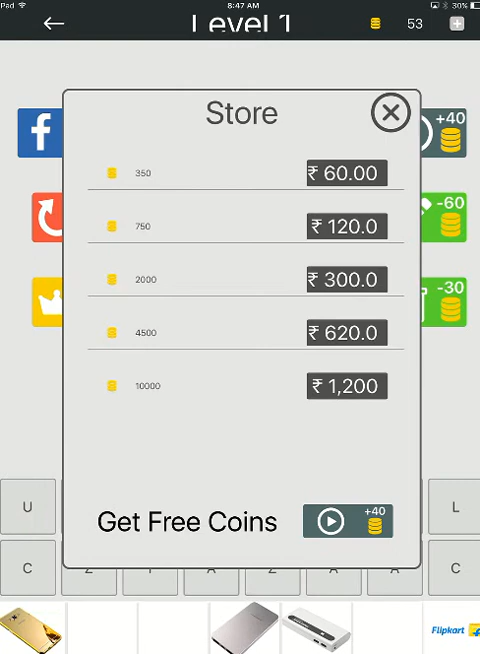 Pad 8:47 AM 30%
Level 1 53
Store
+40
350 ₹ 60.00
-60
750 ₹ 120.0
2000 ₹ 300.0
-30
4500 ₹ 620.0
10000 ₹ 1,200
Get Free Coins +40
U L
C Z A Z A A C
Flipkart